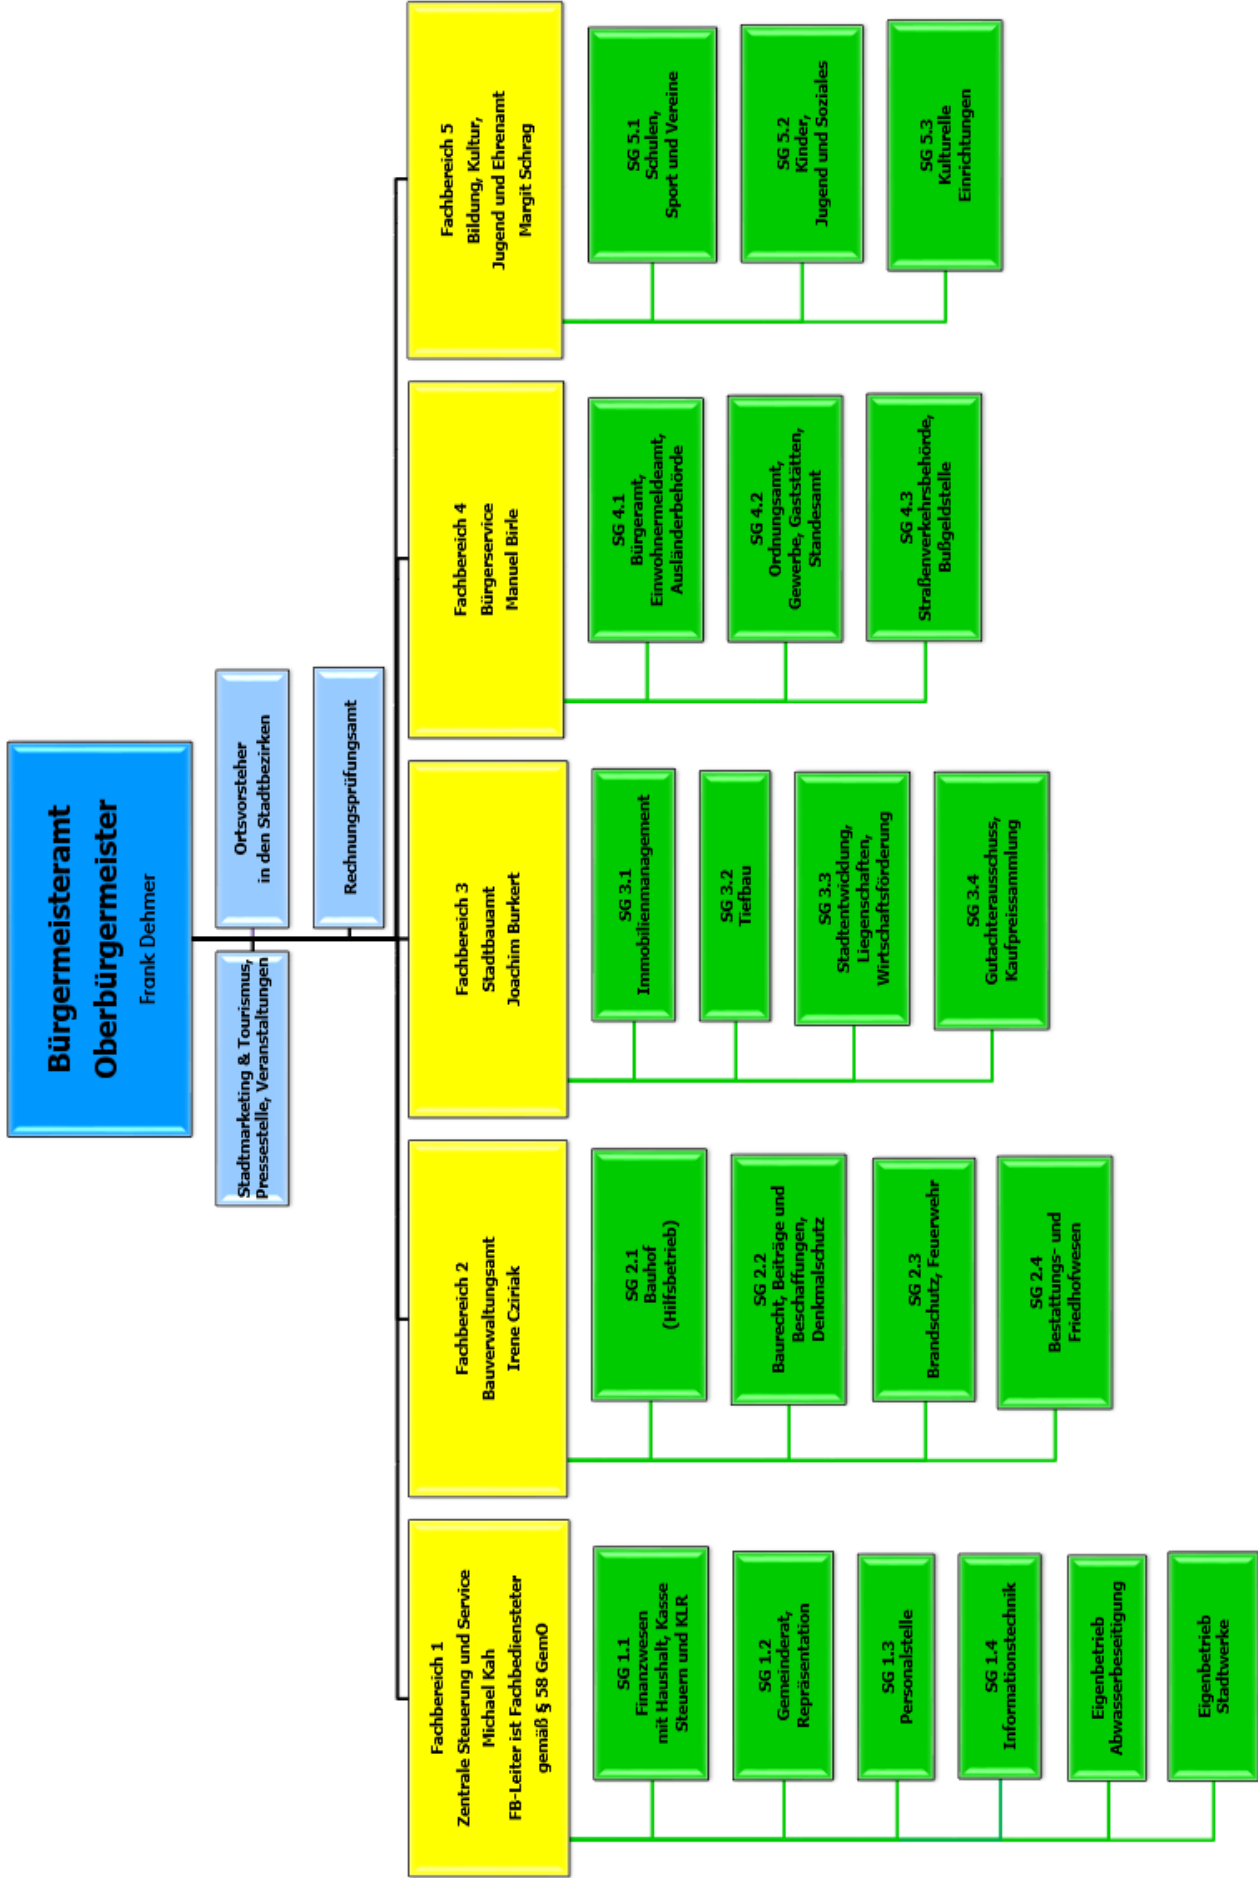 Bürgermeisteramt
Oberbürgermeister
Frank Dehmer
Stadtmarketing & Tourismus,
Pressestelle, Veranstaltungen
Ortsvorsteher
in den Stadtbezirken
Rechnungsprüfungsamt
Fachbereich 1
Zentrale Steuerung und Service
Michael Kah
FB-Leiter ist Fachbediensteter
gemäß § 58 GemO
SG 1.1
Finanzwesen
mit Haushalt, Kasse
Steuern und KLR
SG 1.2
Gemeinderat,
Repräsentation
SG 1.3
Personalstelle
SG 1.4
Informationstechnik
Eigenbetrieb
Abwasserbeseitigung
Eigenbetrieb
Stadtwerke
Fachbereich 2
Bauverwaltungsamt
Irene Cziriak
SG 2.1
Bauhof
(Hilfsbetrieb)
SG 2.2
Baurecht, Beiträge und
Beschaffungen,
Denkmalschutz
SG 2.3
Brandschutz, Feuerwehr
SG 2.4
Bestattungs- und
Friedhofwesen
Fachbereich 3
Stadtbauamt
Joachim Burkert
SG 3.1
Immobilienmanagement
SG 3.2
Tiefbau
SG 3.3
Stadtentwicklung,
Liegenschaften,
Wirtschaftsförderung
SG 3.4
Gutachterausschuss,
Kaufpreissammlung
Fachbereich 4
Bürgerservice
Manuel Birle
SG 4.1
Bürgeramt,
Einwohnermeldeamt,
Ausländerbehörde
SG 4.2
Ordnungsamt,
Gewerbe, Gaststätten,
Standesamt
SG 4.3
Straßenverkehrsbehörde,
Bußgeldstelle
Fachbereich 5
Bildung, Kultur,
Jugend und Ehrenamt
Margit Schrag
SG 5.1
Schulen,
Sport und Vereine
SG 5.2
Kinder,
Jugend und Soziales
SG 5.3
Kulturelle
Einrichtungen